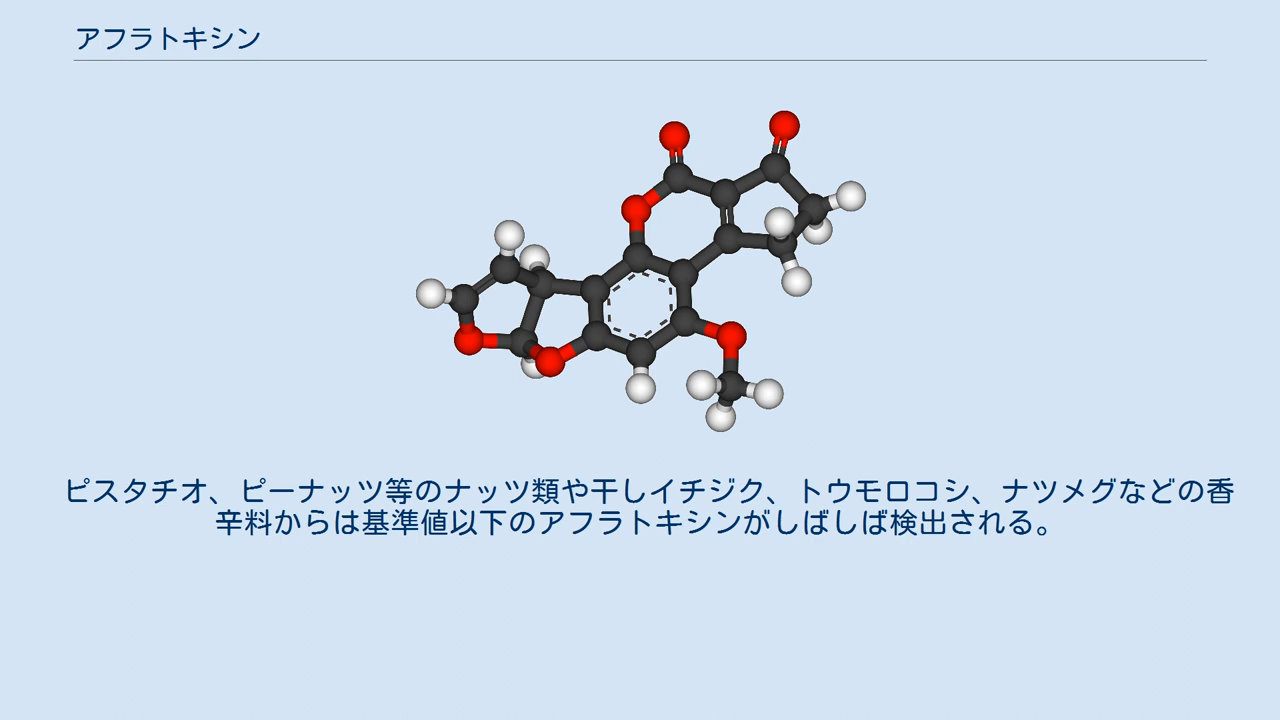 アフラトキシン
ピスタチオ、ピーナッツ等のナッツ類や干しイチジク、トウモロコシ、ナツメグなどの香
辛料からは基準値以下のアフラトキシンがしばしば検出される。